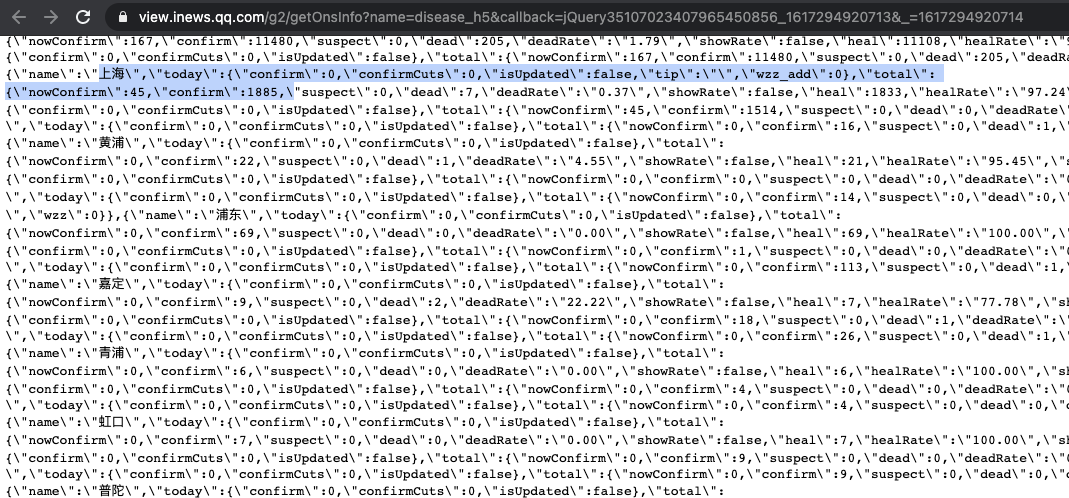 view.inews.qq.com/g2/getOnsInfo?name=disease_h5&callback=jQuery35107023407965450856_1617294920713&_=1617294920714
{\"nowConfirm\":167,\"confirm\":11480,\"suspect\":0,\"dead\":205,\"deadRate\":\"1.79\",\"showRate\":false,\"heal\":11108,\"healRate\":\"9
{\"confirm\":0,\"confirmCuts\":0,\"isUpdated\":false},\"total\":{\"nowConfirm\":167,\"confirm\":11480,\"suspect\":0,\"dead\":205,\"deadRa
{\"name\":\"上海\",\"today\":{\"confirm\":0,\"confirmCuts\":0,\"isUpdated\":false,\"tip\":\"\",\"wzz_add\":0},\"total\":
{\"nowConfirm\":45,\"confirm\":1885,\"suspect\":0,\"dead\":7,\"deadRate\":\"0.37\",\"showRate\":false,\"heal\":1833,\"healRate\":\"97.24\
{\"confirm\":0,\"confirmCuts\":0,\"isUpdated\":false},\"total\":{\"nowConfirm\":45,\"confirm\":1514,\"suspect\":0,\"dead\":0,\"deadRate\"
\",\"today\":{\"confirm\":0,\"confirmCuts\":0,\"isUpdated\":false},\"total\":{\"nowConfirm\":0,\"confirm\":16,\"suspect\":0,\"dead\":1,\
{\"name\":\"黄浦\",\"today\":{\"confirm\":0,\"confirmCuts\":0,\"isUpdated\":false},\"total\":
{\"nowConfirm\":0,\"confirm\":22,\"suspect\":0,\"dead\":1,\"deadRate\":\"4.55\",\"showRate\":false,\"heal\":21,\"healRate\":\"95.45\",\"s
{\"confirm\":0,\"confirmCuts\":0,\"isUpdated\":false},\"total\":{\"nowConfirm\":0,\"confirm\":0,\"suspect\":0,\"dead\":0,\"deadRate\":\"0
\",\"today\":{\"confirm\":0,\"confirmCuts\":0,\"isUpdated\":false},\"total\":{\"nowConfirm\":0,\"confirm\":14,\"suspect\":0,\"dead\":0,\
\",\"wzz\":0}},{\"name\":\"浦东\",\"today\":{\"confirm\":0,\"confirmCuts\":0,\"isUpdated\":false},\"total\":
{\"nowConfirm\":0,\"confirm\":69,\"suspect\":0,\"dead\":0,\"deadRate\":\"0.00\",\"showRate\":false,\"heal\":69,\"healRate\":\"100.00\",\"
{\"confirm\":0,\"confirmCuts\":0,\"isUpdated\":false},\"total\":{\"nowConfirm\":0,\"confirm\":1,\"suspect\":0,\"dead\":0,\"deadRate\":\"0
\",\"today\":{\"confirm\":0,\"confirmCuts\":0,\"isUpdated\":false},\"total\":{\"nowConfirm\":0,\"confirm\":113,\"suspect\":0,\"dead\":1,
{\"name\":\"嘉定\",\"today\":{\"confirm\":0,\"confirmCuts\":0,\"isUpdated\":false},\"total\":
{\"nowConfirm\":0,\"confirm\":9,\"suspect\":0,\"dead\":2,\"deadRate\":\"22.22\",\"showRate\":false,\"heal\":7,\"healRate\":\"77.78\",\"sh
{\"confirm\":0,\"confirmCuts\":0,\"isUpdated\":false},\"total\":{\"nowConfirm\":0,\"confirm\":18,\"suspect\":0,\"dead\":1,\"deadRate\":\"
\",\"today\":{\"confirm\":0,\"confirmCuts\":0,\"isUpdated\":false},\"total\":{\"nowConfirm\":0,\"confirm\":26,\"suspect\":0,\"dead\":1,\
{\"name\":\"青浦\",\"today\":{\"confirm\":0,\"confirmCuts\":0,\"isUpdated\":false},\"total\":
{\"nowConfirm\":0,\"confirm\":6,\"suspect\":0,\"dead\":0,\"deadRate\":\"0.00\",\"showRate\":false,\"heal\":6,\"healRate\":\"100.00\",\"sh
{\"confirm\":0,\"confirmCuts\":0,\"isUpdated\":false},\"total\":{\"nowConfirm\":0,\"confirm\":4,\"suspect\":0,\"dead\":0,\"deadRate\":\"0
\",\"today\":{\"confirm\":0,\"confirmCuts\":0,\"isUpdated\":false},\"total\":{\"nowConfirm\":0,\"confirm\":4,\"suspect\":0,\"dead\":0,\"
{\"name\":\"虹口\",\"today\":{\"confirm\":0,\"confirmCuts\":0,\"isUpdated\":false},\"total\":
{\"nowConfirm\":0,\"confirm\":7,\"suspect\":0,\"dead\":0,\"deadRate\":\"0.00\",\"showRate\":false,\"heal\":7,\"healRate\":\"100.00\",\"sh
{\"confirm\":0,\"confirmCuts\":0,\"isUpdated\":false},\"total\":{\"nowConfirm\":0,\"confirm\":9,\"suspect\":0,\"dead\":0,\"deadRate\":\"0
\",\"today\":{\"confirm\":0,\"confirmCuts\":0,\"isUpdated\":false},\"total\":{\"nowConfirm\":0,\"confirm\":9,\"suspect\":0,\"dead\":0,\"
{\"name\":\"普陀\",\"today\":{\"confirm\":0,\"confirmCuts\":0,\"isUpdated\":false},\"total\":